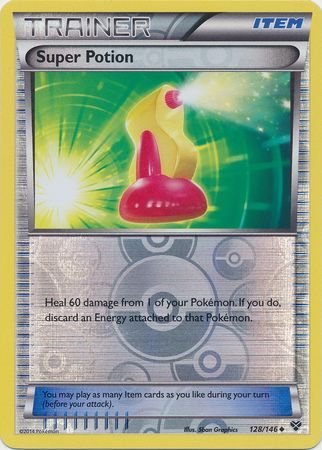 TRAINER ITEM
Super Potion
Heal 60 damage from 1 of your Pokémon. If you do,
discard an Energy attached to that Pokémon.
You may play as many Item cards as you like during your turn
(before your attack).
©2014 Pokémon Illus. 5ban Graphics 128/146